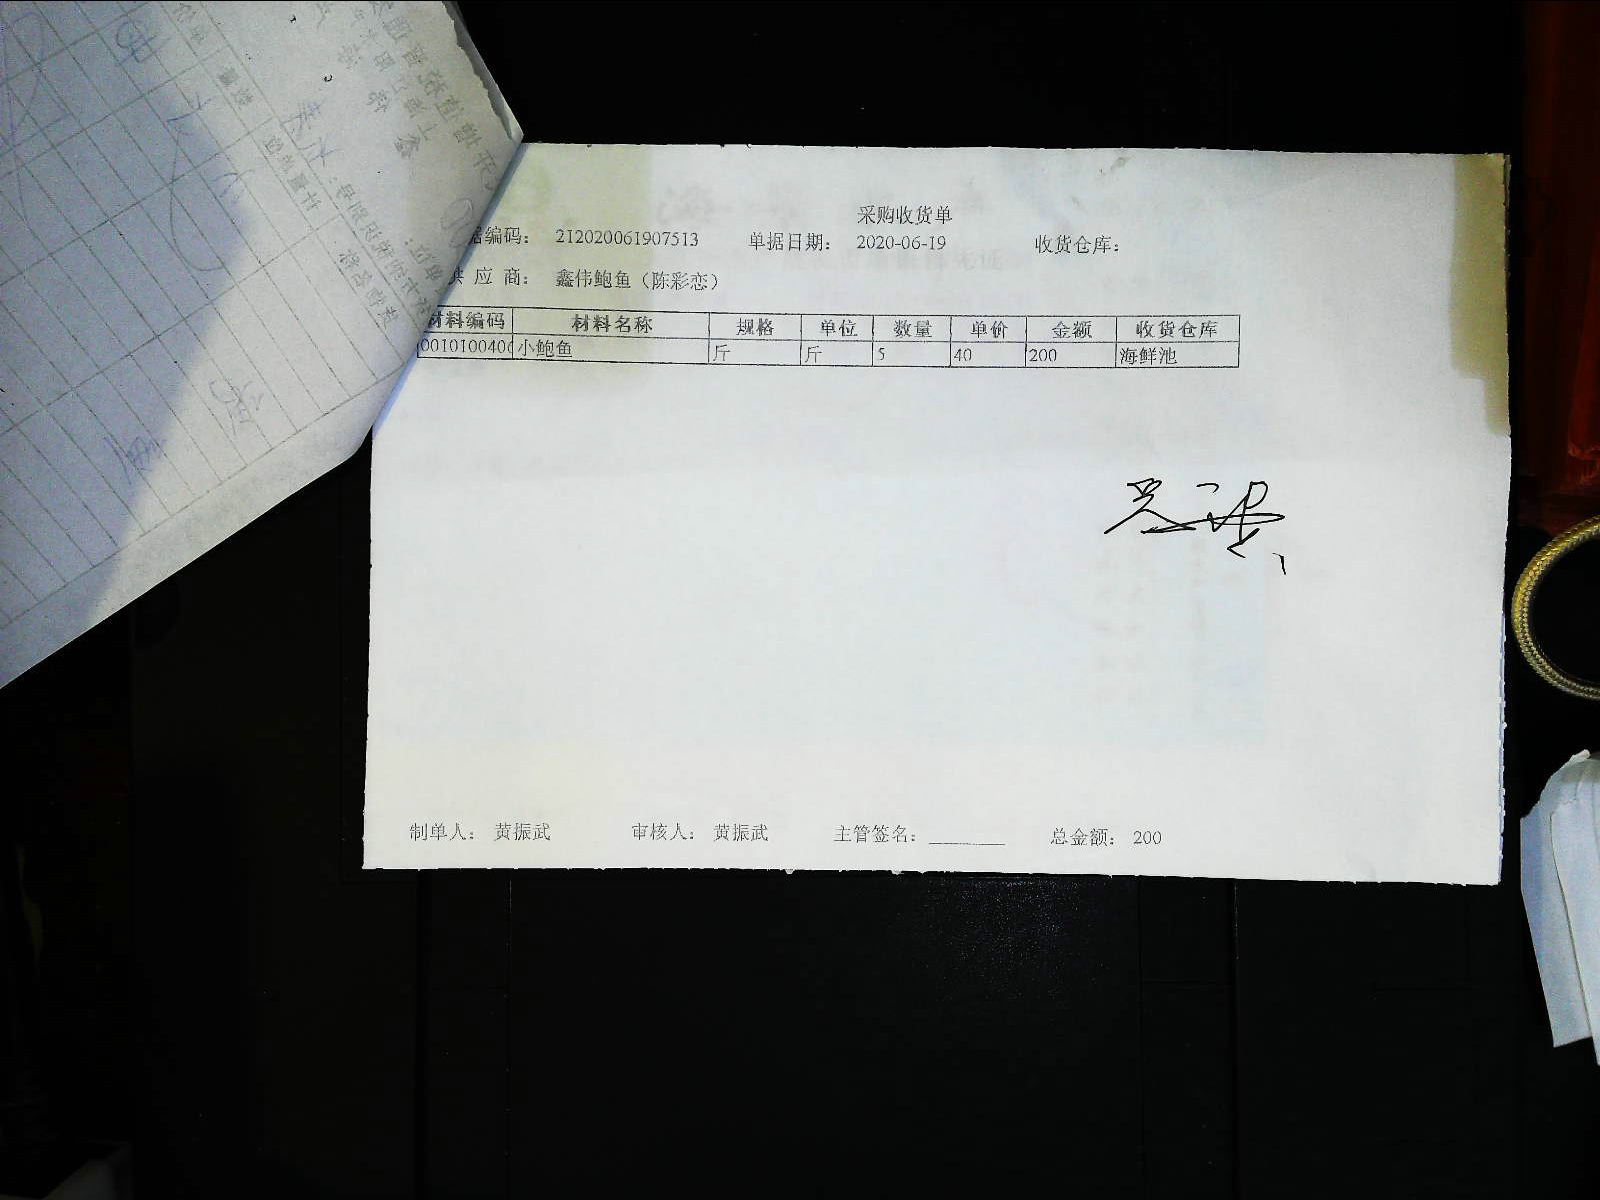 采购收货单
据编码： 212020061907513 单据日期： 2020-06-19 收货仓库：
供 应 商： 鑫伟鲍鱼（陈彩恋）
材料编码 材料名称 规格 单位 数量 单价 金额 收货仓库
0010100406 小鲍鱼 斤 斤 5 40 200 海鲜池
制单人： 黄振武 审核人： 黄振武 主管签名： 总金额： 200